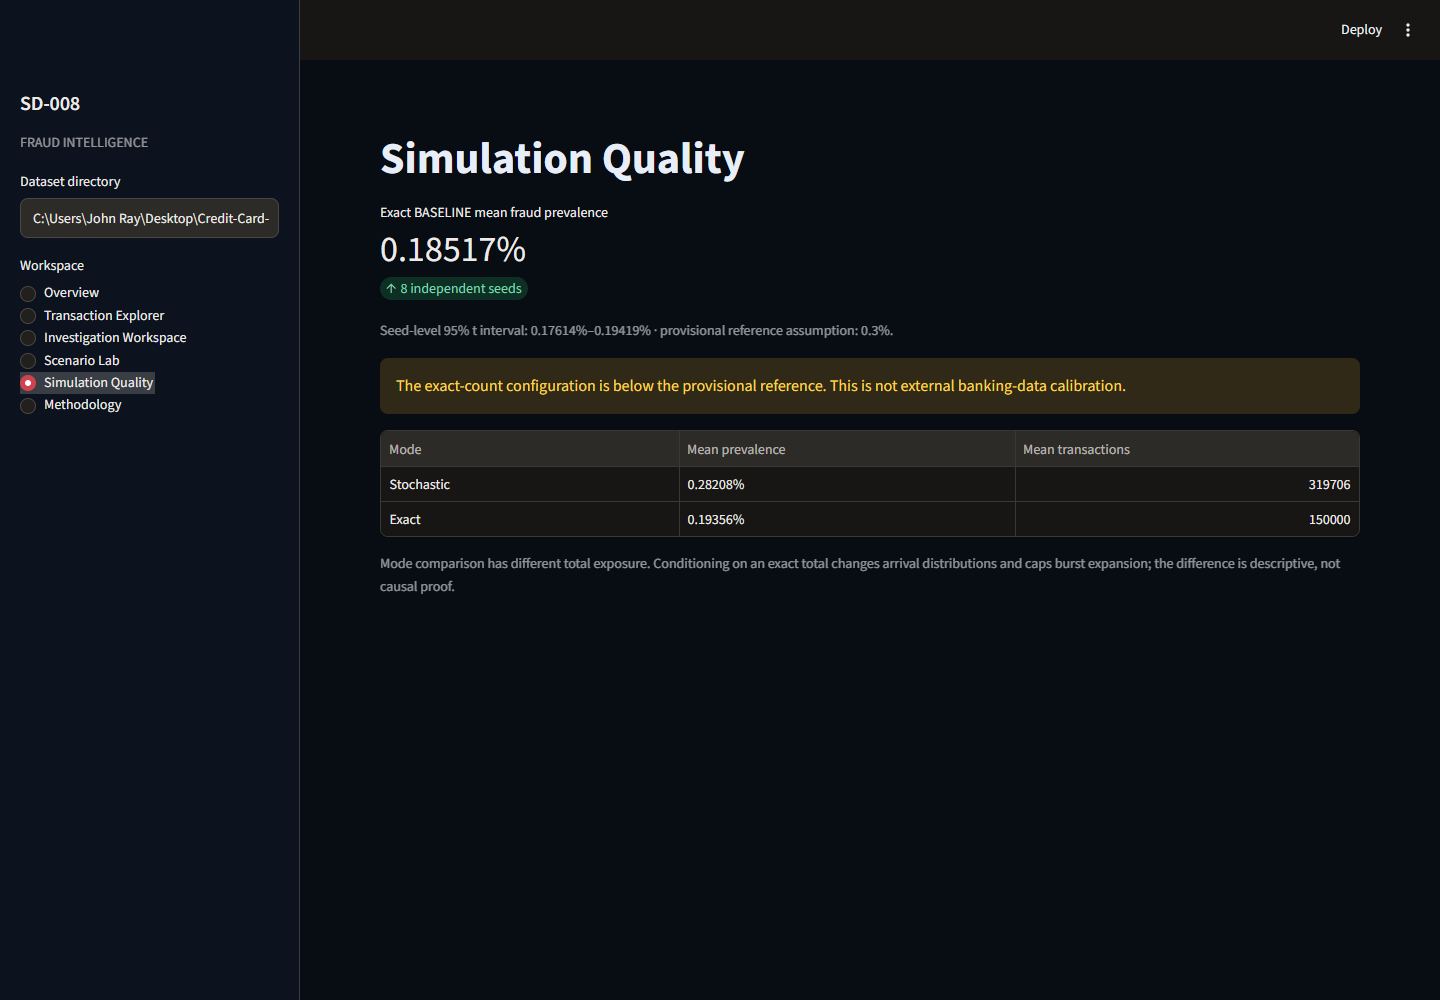 Deploy
SD-008
FRAUD INTELLIGENCE
Dataset directory
C:\Users\John Ray\Desktop\Credit-Card-
Workspace
Overview
Transaction Explorer
Investigation Workspace
Scenario Lab
Simulation Quality
Methodology
Simulation Quality
Exact BASELINE mean fraud prevalence
0.18517%
↑ 8 independent seeds
Seed-level 95% t interval: 0.17614%–0.19419% · provisional reference assumption: 0.3%.
The exact-count configuration is below the provisional reference. This is not external banking-data calibration.
Mode Mean prevalence Mean transactions
Stochastic 0.28208% 319706
Exact 0.19356% 150000
Mode comparison has different total exposure. Conditioning on an exact total changes arrival distributions and caps burst expansion; the difference is descriptive, not
causal proof.